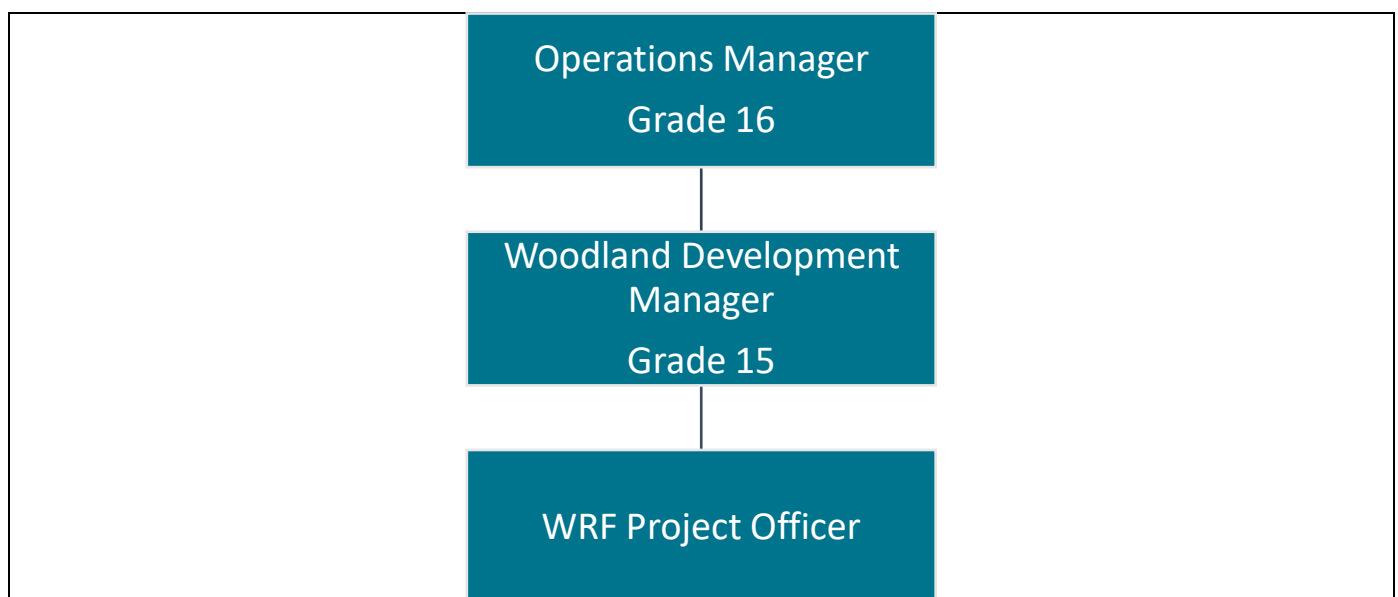 Operations Manager
Grade 16
Woodland Development
Manager
Grade 15
WRF Project Officer